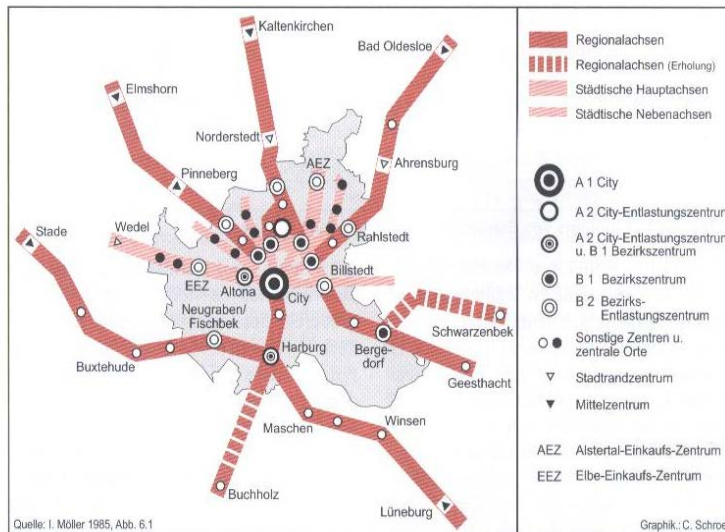 Kaltenkirchen
Bad Oldesloe
Elmshorn
Norderstedt
AEZ
Ahrensburg
Pinneberg
Stade
Wedel
Rahlstedt
EEZ
Altona
City
Billstedt
Neugraben/
Fischbek
Harburg
Berge-
dorf
Schwarzenbek
Geesthacht
Buxtehude
Maschen
Winsen
Buchholz
Lüneburg
Quelle: I. Möller 1985, Abb. 6.1
Regionalachsen
Regionalachsen (Erholung)
Städtische Hauptachsen
Städtische Nebenachsen
A 1 City
A 2 City-Entlastungszentrum
A 2 City-Entlastungszentrum
u. B 1 Bezirkszentrum
B 1 Bezirkszentrum
B 2 Bezirks-
Entlastungszentrum
Sonstige Zentren u.
zentrale Orte
Stadtrandzentrum
Mittelzentrum
AEZ Alstertal-Einkaufs-Zentrum
EEZ Elbe-Einkaufs-Zentrum
Graphik.: C. Schro